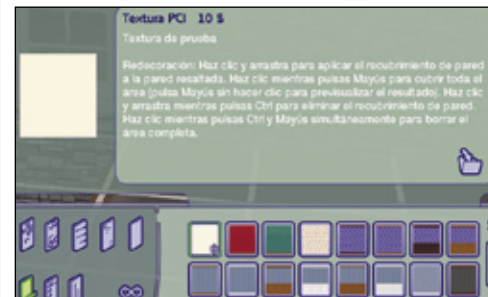 Textura PCI 10 $
Textura de prueba
Redecoración: Haz clic y arrastra para aplicar el recubrimiento de pared
a la pared resaltada. Haz clic mientras pulsas Mayús para cubrir toda el
área (pulsa Mayús sin hacer clic para previsualizar el resultado). Haz clic
y arrastra mientras pulsas Ctrl para eliminar el recubrimiento de pared.
Haz clic mientras pulsas Ctrl y Mayús simultáneamente para borrar el
área completa.